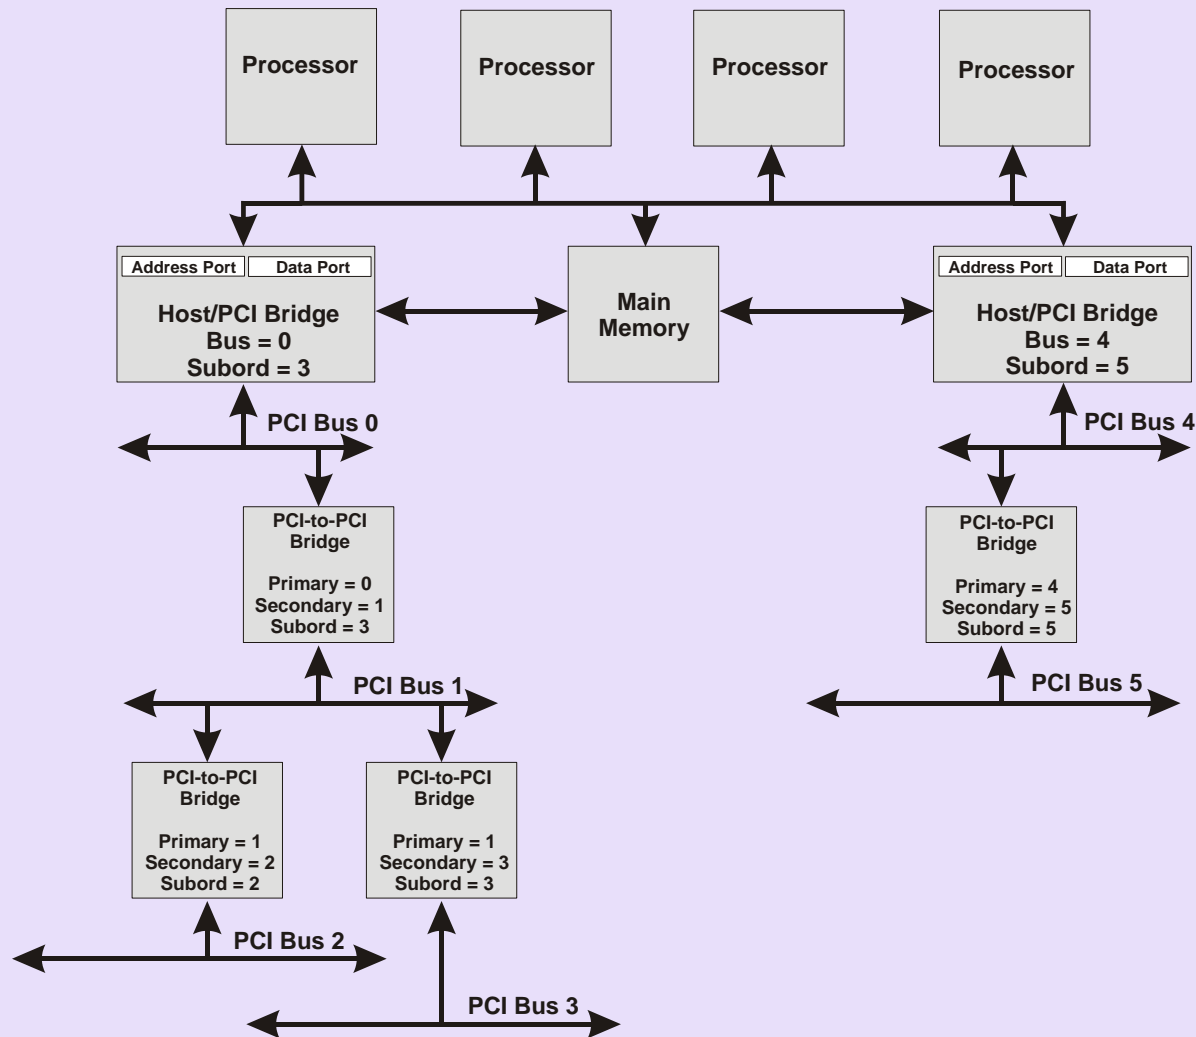 Processor
Processor
Processor
Processor
Address Port
Data Port
Host/PCI Bridge
Bus = 0
Subord = 3
Main
Memory
Address Port
Data Port
Host/PCI Bridge
Bus = 4
Subord = 5
PCI Bus 0
PCI Bus 4
PCI-to-PCI
Bridge
Primary = 0
Secondary = 1
Subord = 3
PCI-to-PCI
Bridge
Primary = 4
Secondary = 5
Subord = 5
PCI Bus 1
PCI Bus 5
PCI-to-PCI
Bridge
Primary = 1
Secondary = 2
Subord = 2
PCI-to-PCI
Bridge
Primary = 1
Secondary = 3
Subord = 3
PCI Bus 2
PCI Bus 3